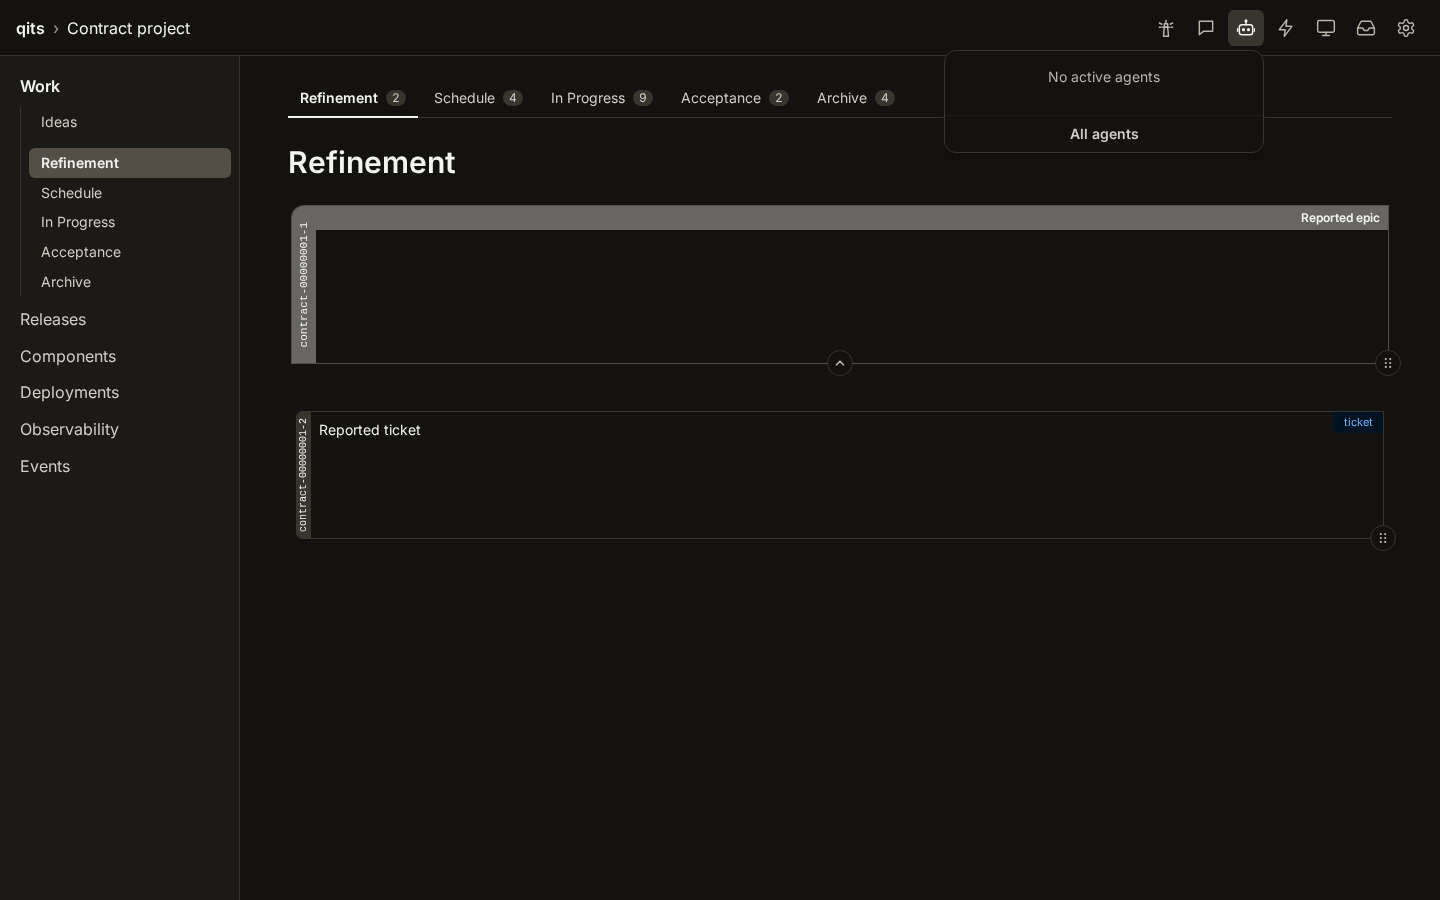 qits › Contract project
No active agents
All agents
Work
Ideas
Refinement
Schedule
In Progress
Acceptance
Archive
Releases
Components
Deployments
Observability
Events
Refinement 2 Schedule 4 In Progress 9 Acceptance 2 Archive 4
Refinement
Reported epic
contract-00000001-1
contract-00000001-2
Reported ticket
ticket